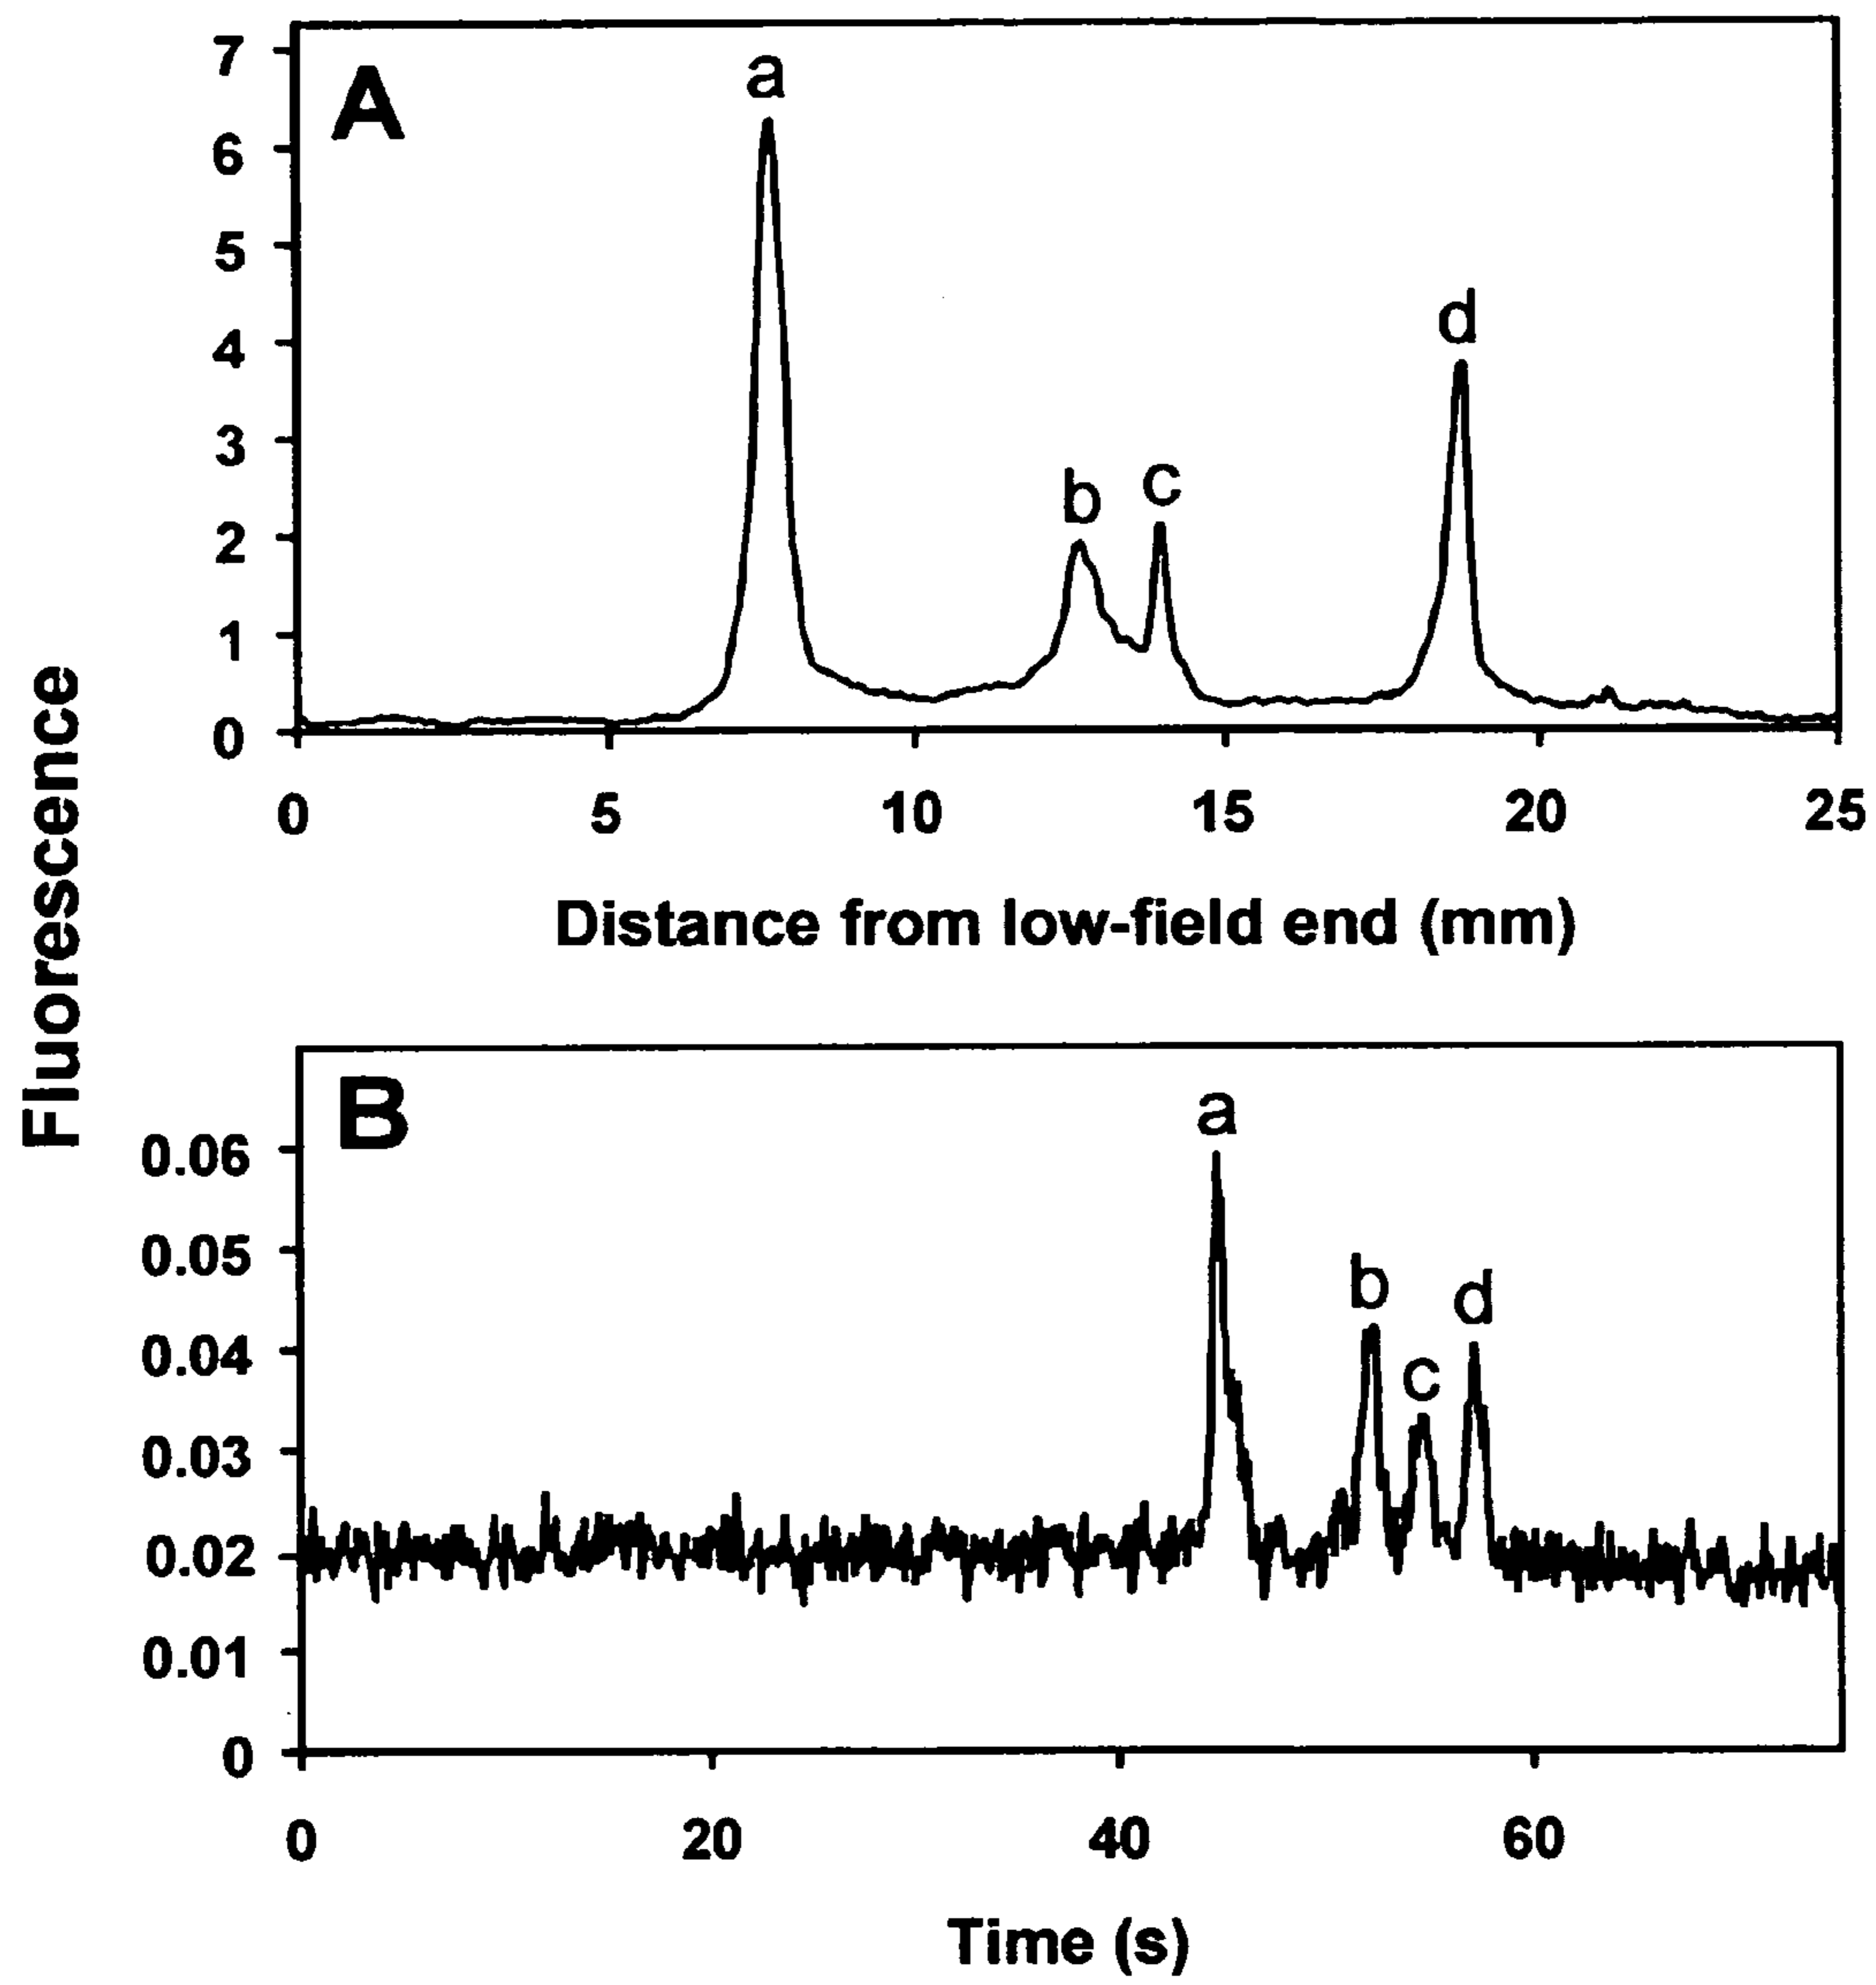 Fluorescence
A
7
6
5
4
3
2
1
0
a
b
c
d
0 5 10 15 20 25
Distance from low-field end (mm)
B
0.06
0.05
0.04
0.03
0.02
0.01
0
a
b
c
d
0 20 40 60
Time (s)